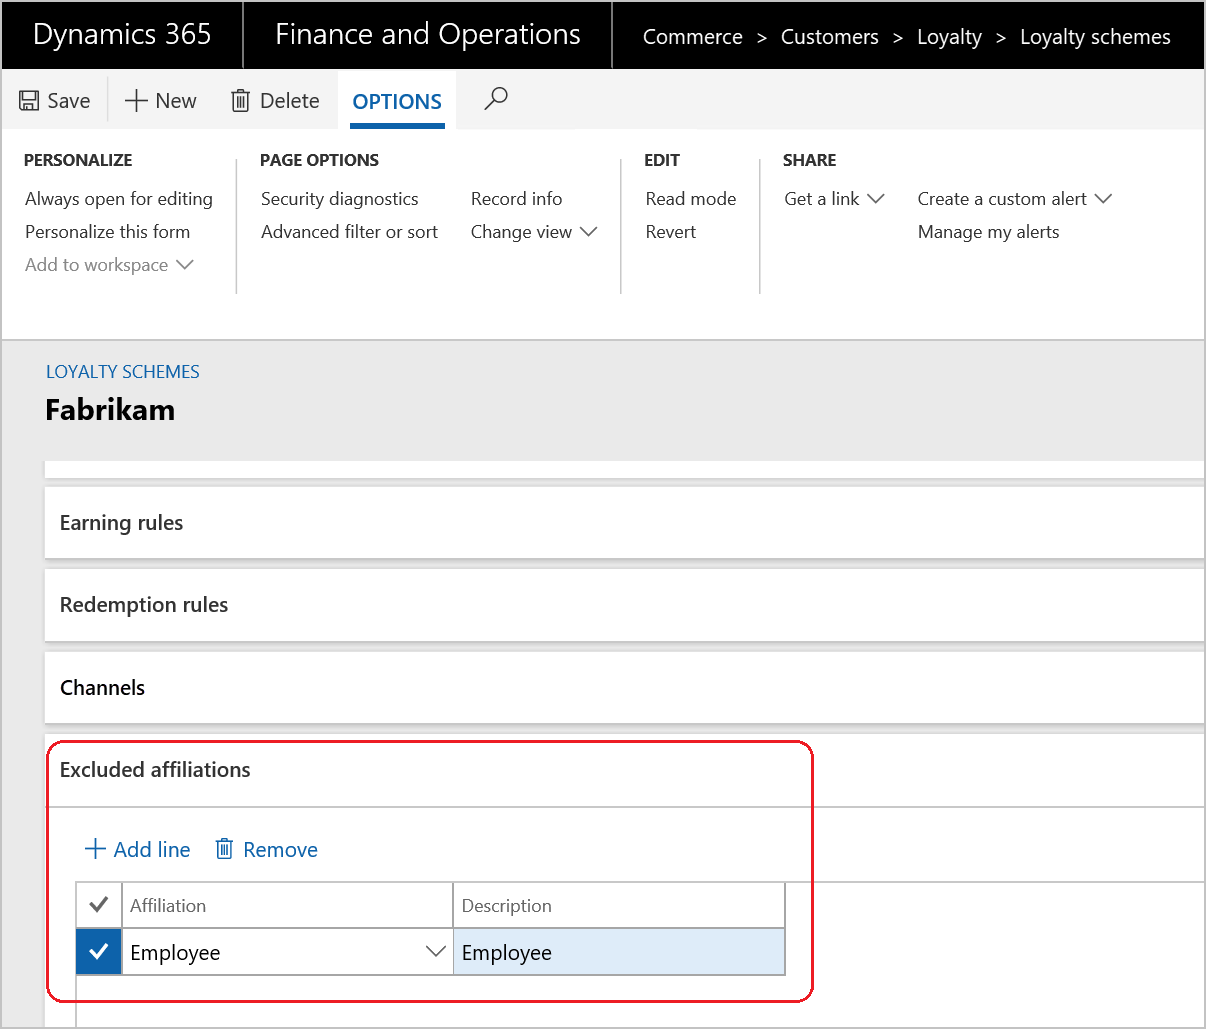 Dynamics 365 Finance and Operations Commerce > Customers > Loyalty > Loyalty schemes
Save New Delete OPTIONS
PERSONALIZE PAGE OPTIONS EDIT SHARE
Always open for editing Security diagnostics Record info Read mode Get a link Create a custom alert
Personalize this form Advanced filter or sort Change view Revert Manage my alerts
Add to workspace
LOYALTY SCHEMES
Fabrikam
Earning rules
Redemption rules
Channels
Excluded affiliations
Add line Remove
Affiliation Description
Employee Employee